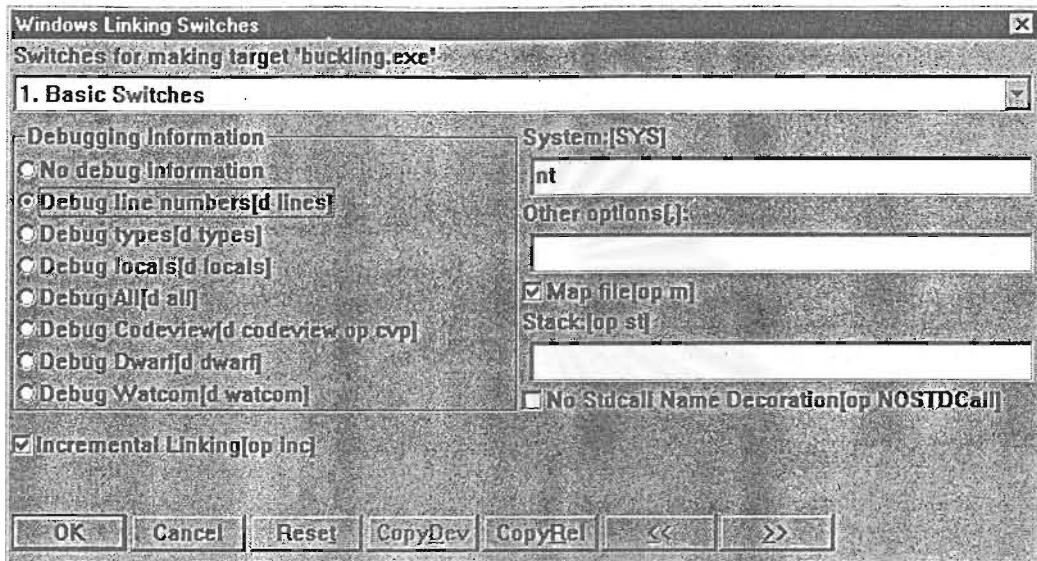 Windows Linking Switches
Switches for making target 'buckling.exe'
1. Basic Switches
Debugging Information
No debug information
Debug line numbers[d lines]
Debug types[d types]
Debug locals[d locals]
Debug All[d all]
Debug Codeview[d codeview op cvp]
Debug Dwarf[d dwarf]
Debug Watcom[d watcom]
Incremental Linking[op inc]
System:[SYS]
nt
Other options[,]:
Map file[op m]
Stack:[op st]
No Stdcall Name Decoration[op NOSTDCall]
OK Cancel Reset CopyDev CopyRel << >>